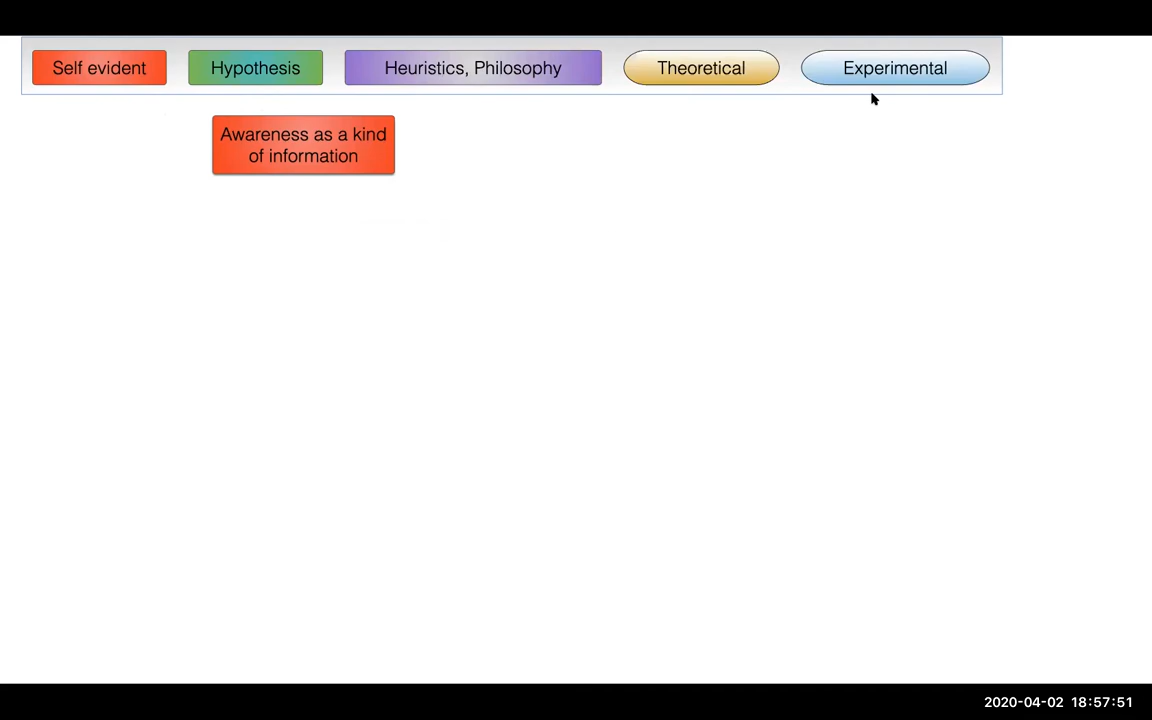 Self evident Hypothesis Heuristics, Philosophy Theoretical Experimental
Awareness as a kind
of information
2020-04-02 18:57:51